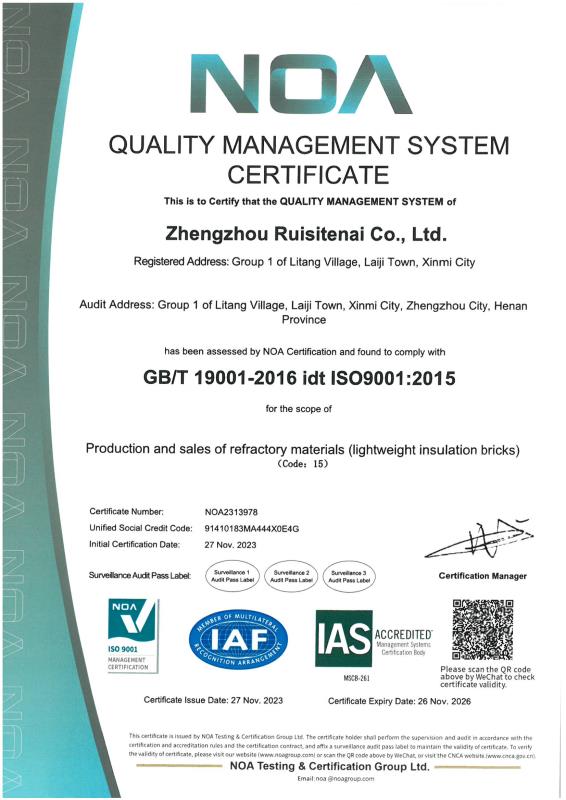 NOA
QUALITY MANAGEMENT SYSTEM
CERTIFICATE
This is to Certify that the QUALITY MANAGEMENT SYSTEM of
Zhengzhou Ruisitenai Co., Ltd.
Registered Address: Group 1 of Litang Village, Laiji Town, Xinmi City
Audit Address: Group 1 of Litang Village, Laiji Town, Xinmi City, Zhengzhou City, Henan
Province
has been assessed by NOA Certification and found to comply with
GB/T 19001-2016 idt ISO9001:2015
for the scope of
Production and sales of refractory materials (lightweight insulation bricks)
(Code: 15)
Certificate Number: NOA2313978
Unified Social Credit Code: 91410183MA444X0E4G
Initial Certification Date: 27 Nov. 2023
Surveillance Audit Pass Label:
Surveillance 1
Audit Pass Label
Surveillance 2
Audit Pass Label
Surveillance 3
Audit Pass Label
Certification Manager
NOA
ISO 9001
MANAGEMENT
CERTIFICATION
MEMBER OF MULTILATERAL
IAF
RECOGNITION ARRANGEMENT
IAS
ACCREDITED
Management Systems
Certification Body
MSCB-261
Please scan the QR code
above by WeChat to check
certificate validity.
Certificate Issue Date: 27 Nov. 2023
Certificate Expiry Date: 26 Nov. 2026
This certificate is issued by NOA Testing & Certification Group Ltd. The certificate holder shall perform the supervision and audit in accordance with the
certification and accreditation rules and the certification contract, and affix a surveillance audit pass label to maintain the validity of certificate. To verify
the validity of certificate, please visit our website (www.noagroup.com) or scan the QR code above by WeChat, or visit the CNCA website (www.cnca.gov.cn).
NOA Testing & Certification Group Ltd.
Email: noa @noagroup.com